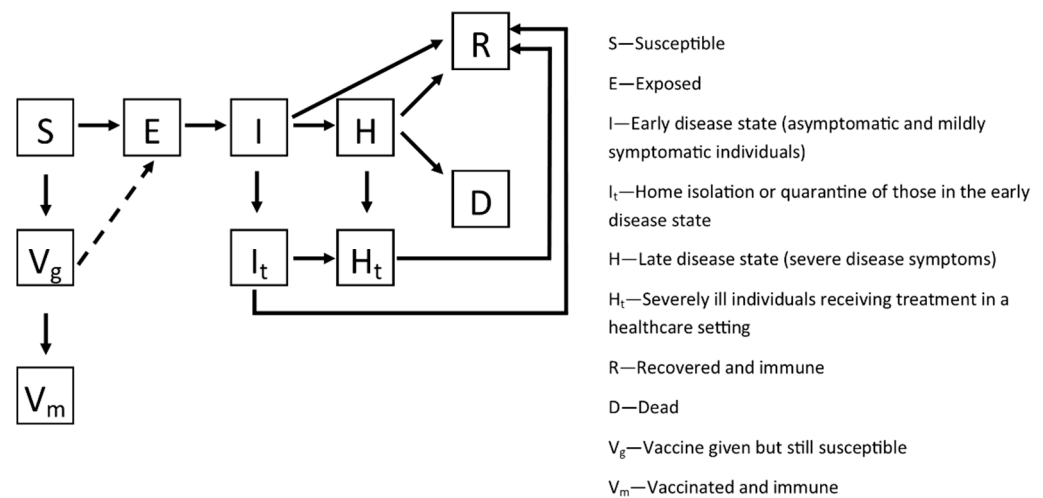 R
S
E
I
H
D
Vg
It
Ht
Vm
S—Susceptible
E—Exposed
I—Early disease state (asymptomatic and mildly
symptomatic individuals)
It—Home isolation or quarantine of those in the early
disease state
H—Late disease state (severe disease symptoms)
Ht—Severely ill individuals receiving treatment in a
healthcare setting
R—Recovered and immune
D—Dead
Vg—Vaccine given but still susceptible
Vm—Vaccinated and immune